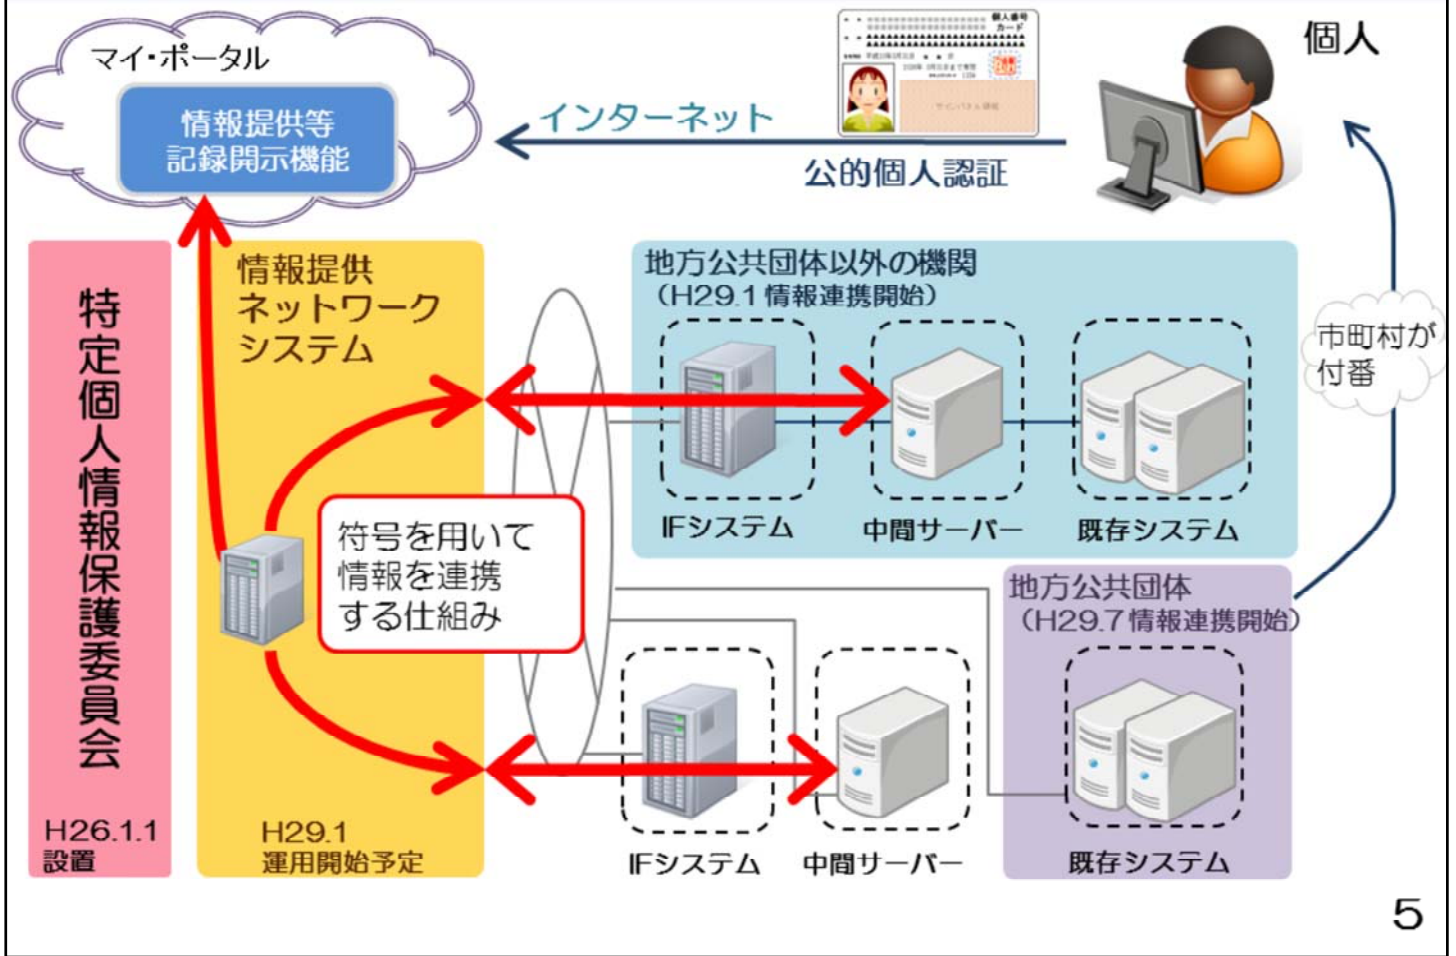 マイ・ポータル
情報提供等
記録開示機能
インターネット
公的個人認証
個人番号
カード
個人
市町村が
付番
特定個人情報保護委員会
H26.1.1
設置
情報提供
ネットワーク
システム
H29.1
運用開始予定
符号を用いて
情報を連携
する仕組み
地方公共団体以外の機関
（H29.1情報連携開始）
IFシステム
中間サーバー
既存システム
地方公共団体
（H29.7情報連携開始）
IFシステム
中間サーバー
既存システム
5